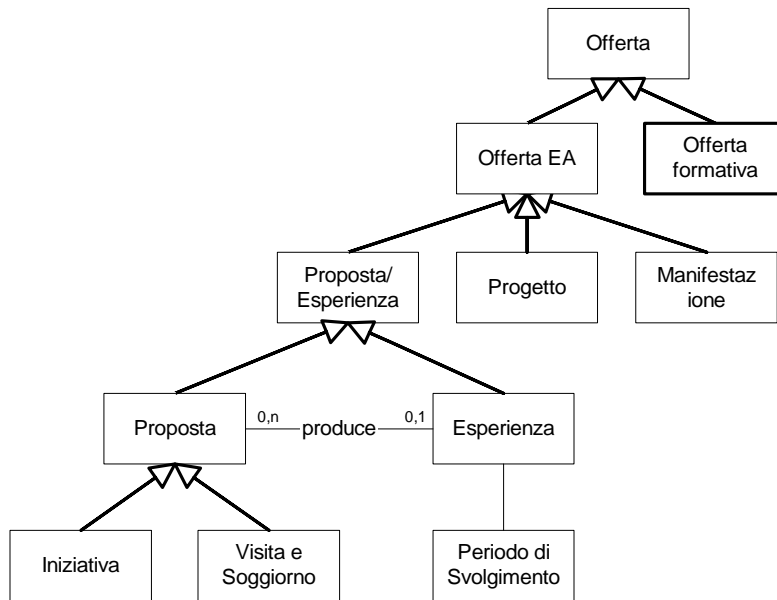 Offerta
Offerta EA
Offerta
formativa
Proposta/
Esperienza
Progetto
Manifestaz
ione
Proposta
0,n
produce
0,1
Esperienza
Iniziativa
Visita e
Soggiorno
Periodo di
Svolgimento